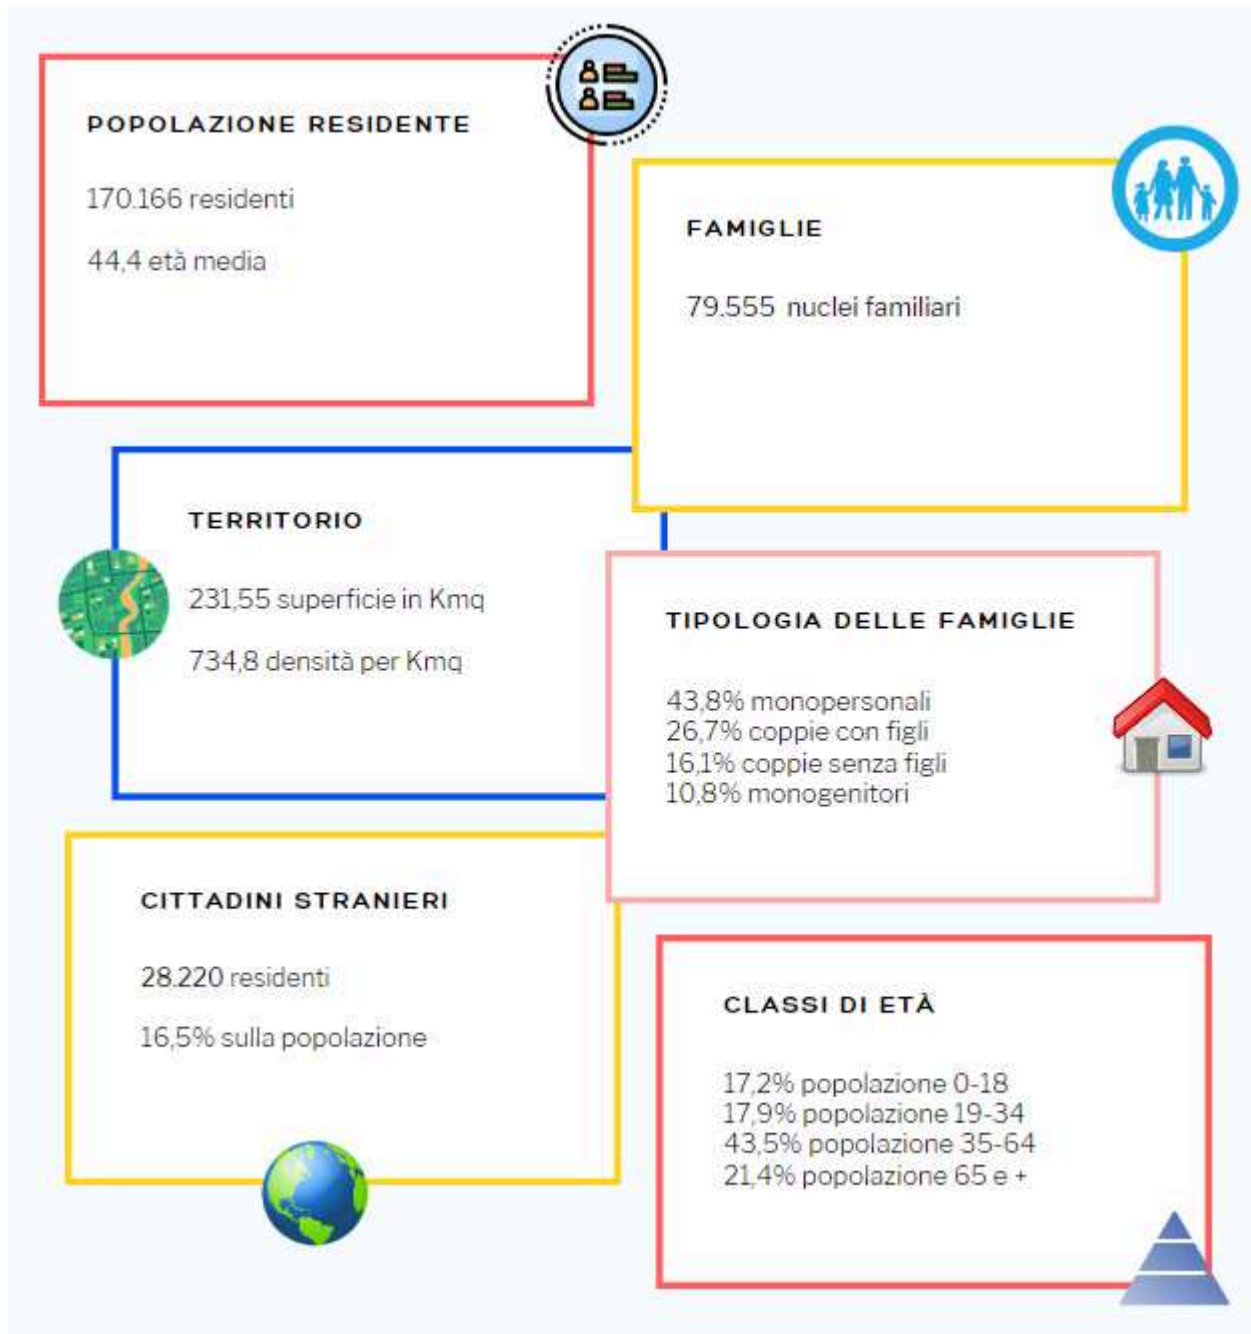 POPOLAZIONE RESIDENTE
170.166 residenti
44,4 età media
FAMIGLIE
79.555 nuclei familiari
TERRITORIO
231,55 superficie in Kmq
734,8 densità per Kmq
TIPOLOGIA DELLE FAMIGLIE
43,8% monopersonali
26,7% coppie con figli
16,1% coppie senza figli
10,8% monogenitori
CITTADINI STRANIERI
28.220 residenti
16,5% sulla popolazione
CLASSI DI ETÀ
17,2% popolazione 0-18
17,9% popolazione 19-34
43,5% popolazione 35-64
21,4% popolazione 65 e +